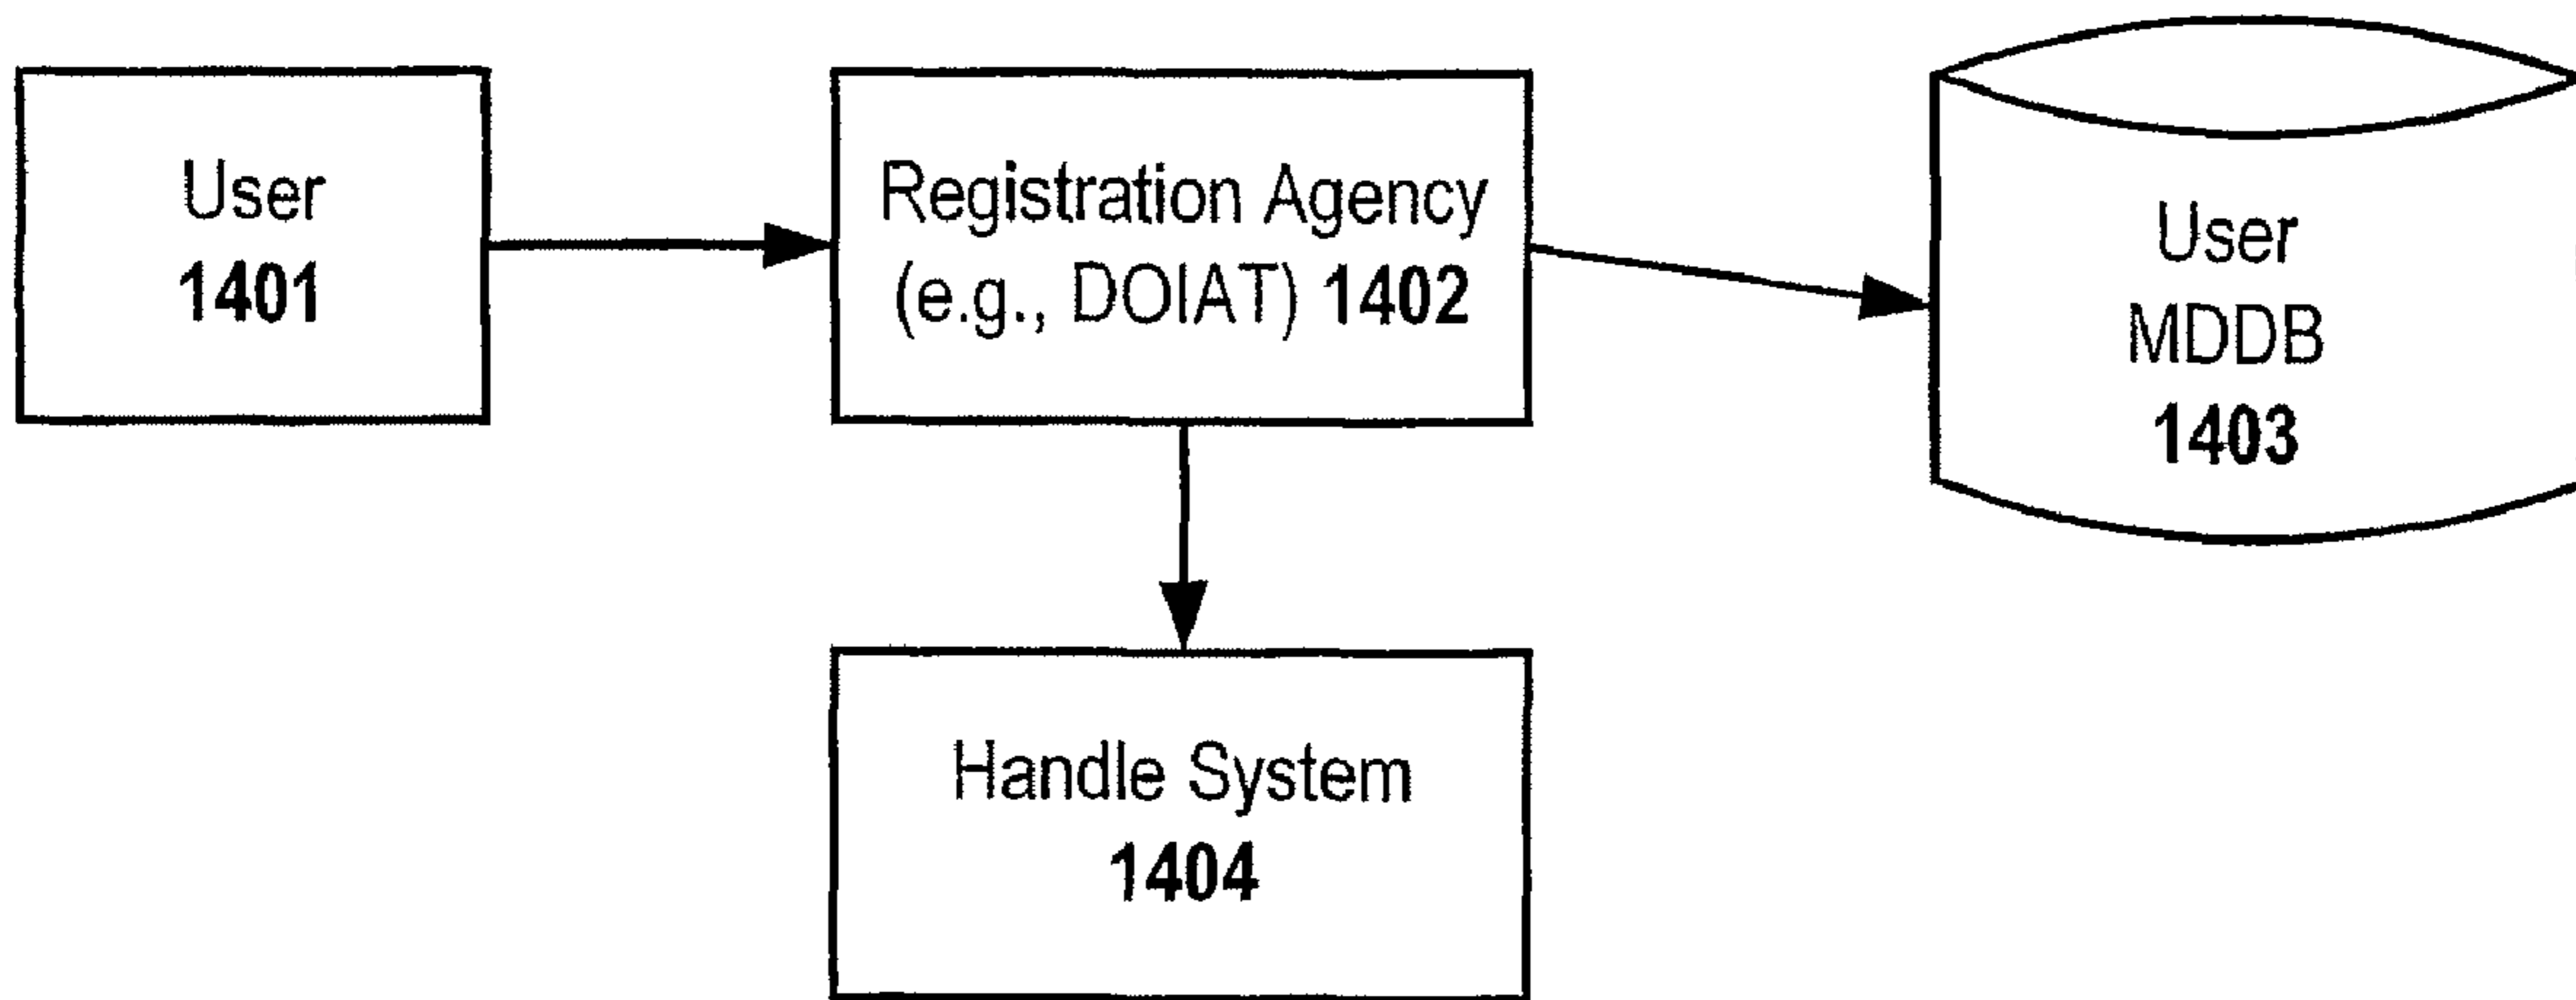 User
1401
Registration Agency
(e.g., DOIAT) 1402
User
MDDB
1403
Handle System
1404